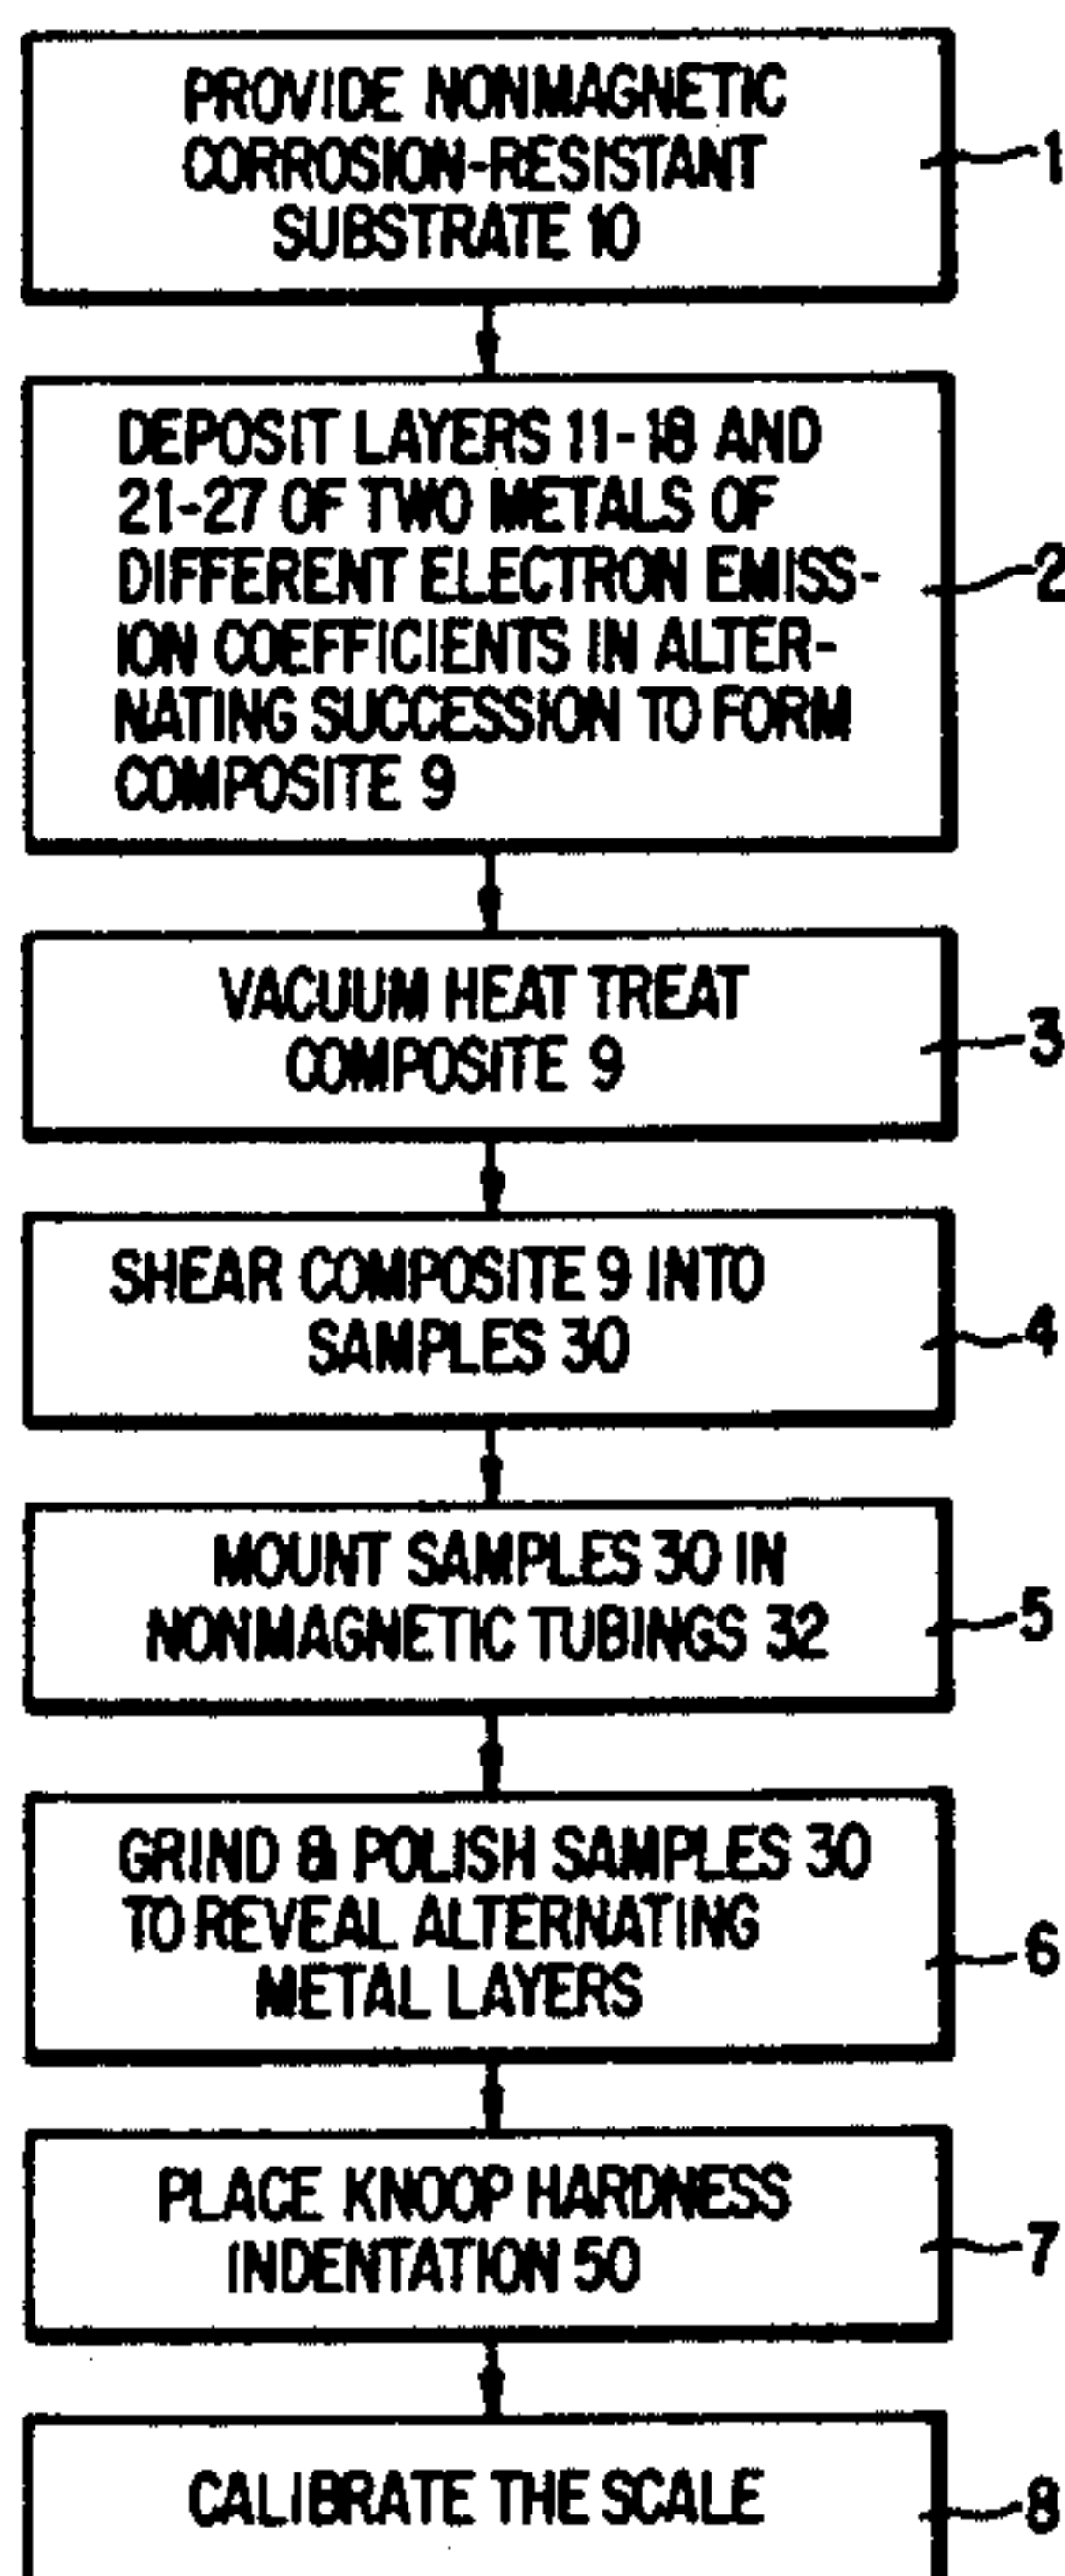 PROVIDE NONMAGNETIC
CORROSION-RESISTANT
SUBSTRATE 10
1
DEPOSIT LAYERS 11-18 AND
21-27 OF TWO METALS OF
DIFFERENT ELECTRON EMISS-
ION COEFFICIENTS IN ALTER-
NATING SUCCESSION TO FORM
COMPOSITE 9
2
VACUUM HEAT TREAT
COMPOSITE 9
3
SHEAR COMPOSITE 9 INTO
SAMPLES 30
4
MOUNT SAMPLES 30 IN
NONMAGNETIC TUBINGS 32
5
GRIND & POLISH SAMPLES 30
TO REVEAL ALTERNATING
METAL LAYERS
6
PLACE KNOOP HARDNESS
INDENTATION 50
7
CALIBRATE THE SCALE
8